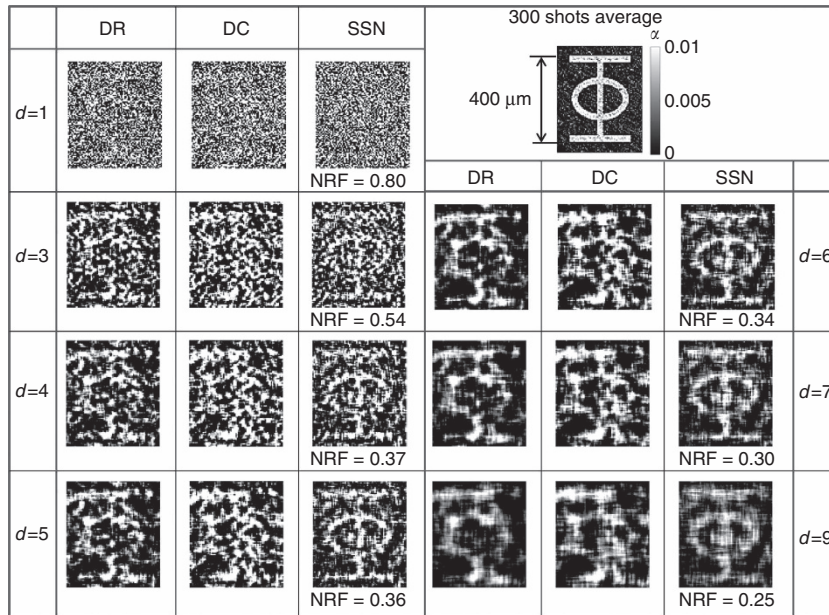 DR DC SSN
300 shots average
α
0.01
0.005
0
400 μm
d=1
NRF = 0.80
DR DC SSN
d=3
NRF = 0.54
NRF = 0.34
d=6
d=4
NRF = 0.37
NRF = 0.30
d=7
d=5
NRF = 0.36
NRF = 0.25
d=9